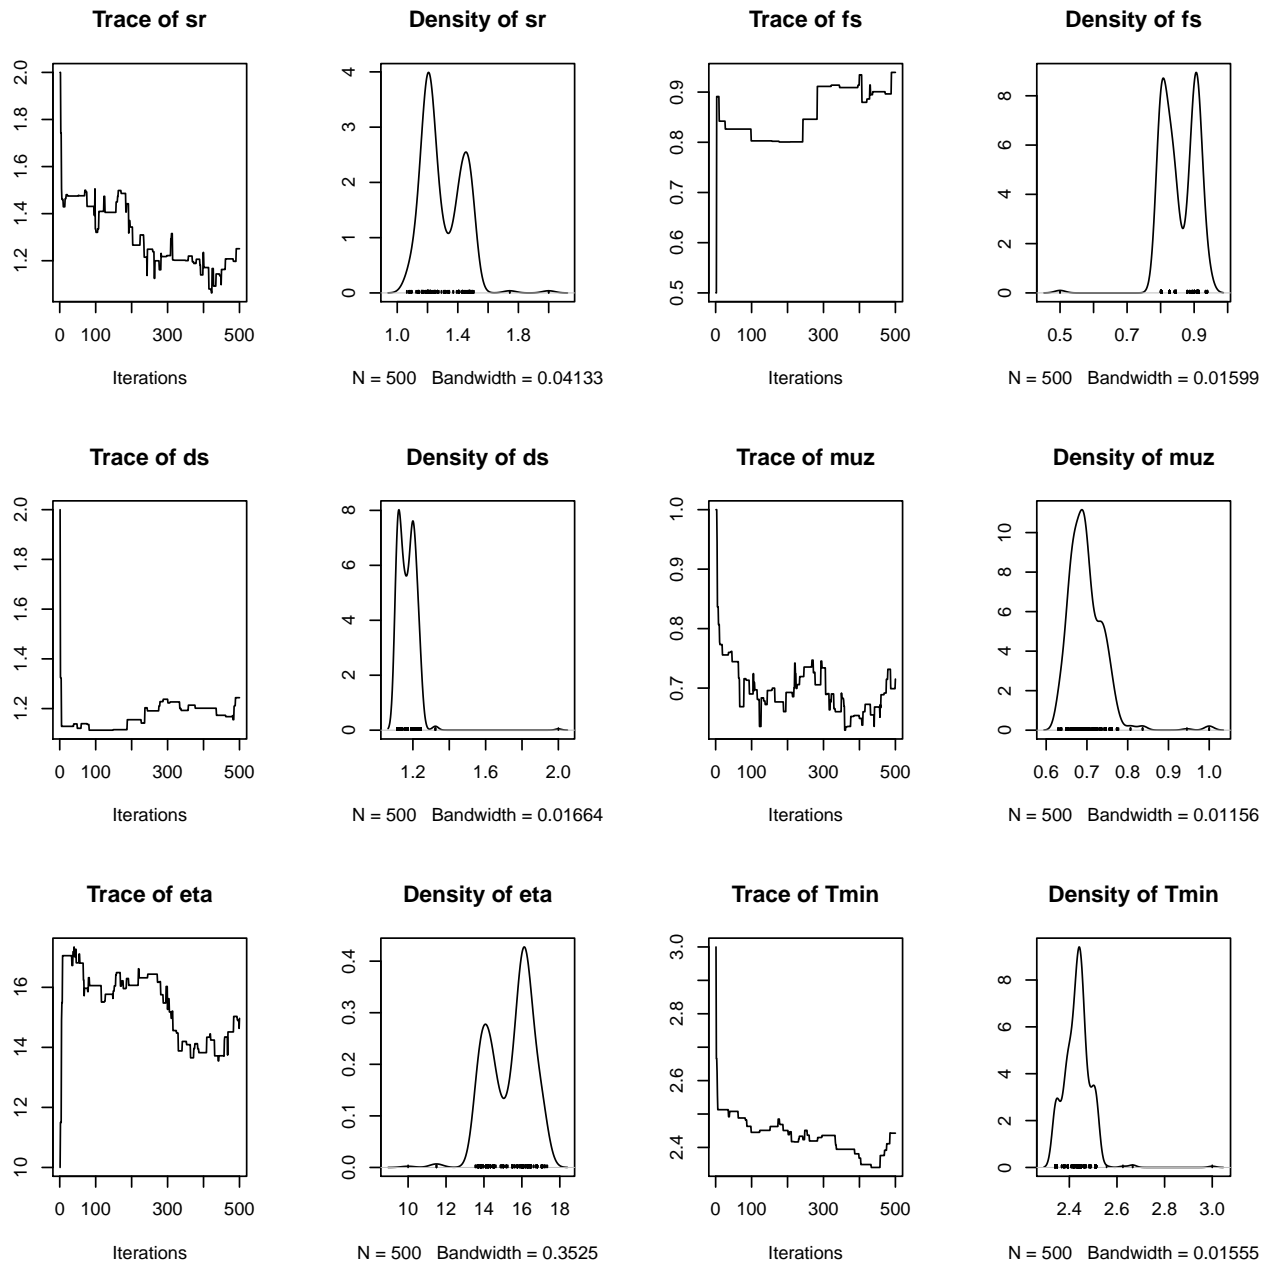 Trace of sr
2.0
1.8
1.6
1.4
1.2
0 100 300 500
Iterations
Density of sr
4
3
2
1
0
1.0 1.4 1.8
N = 500 Bandwidth = 0.04133
Trace of fs
0.9
0.8
0.7
0.6
0.5
0 100 300 500
Iterations
Density of fs
8
6
4
2
0
0.5 0.7 0.9
N = 500 Bandwidth = 0.01599
Trace of ds
2.0
1.8
1.6
1.4
1.2
0 100 300 500
Iterations
Density of ds
8
6
4
2
0
1.2 1.6 2.0
N = 500 Bandwidth = 0.01664
Trace of muz
1.0
0.9
0.8
0.7
0 100 300 500
Iterations
Density of muz
10
8
6
4
2
0
0.6 0.7 0.8 0.9 1.0
N = 500 Bandwidth = 0.01156
Trace of eta
16
14
12
10
0 100 300 500
Iterations
Density of eta
0.4
0.3
0.2
0.1
0.0
10 12 14 16 18
N = 500 Bandwidth = 0.3525
Trace of Tmin
3.0
2.8
2.6
2.4
0 100 300 500
Iterations
Density of Tmin
8
6
4
2
0
2.4 2.6 2.8 3.0
N = 500 Bandwidth = 0.01555